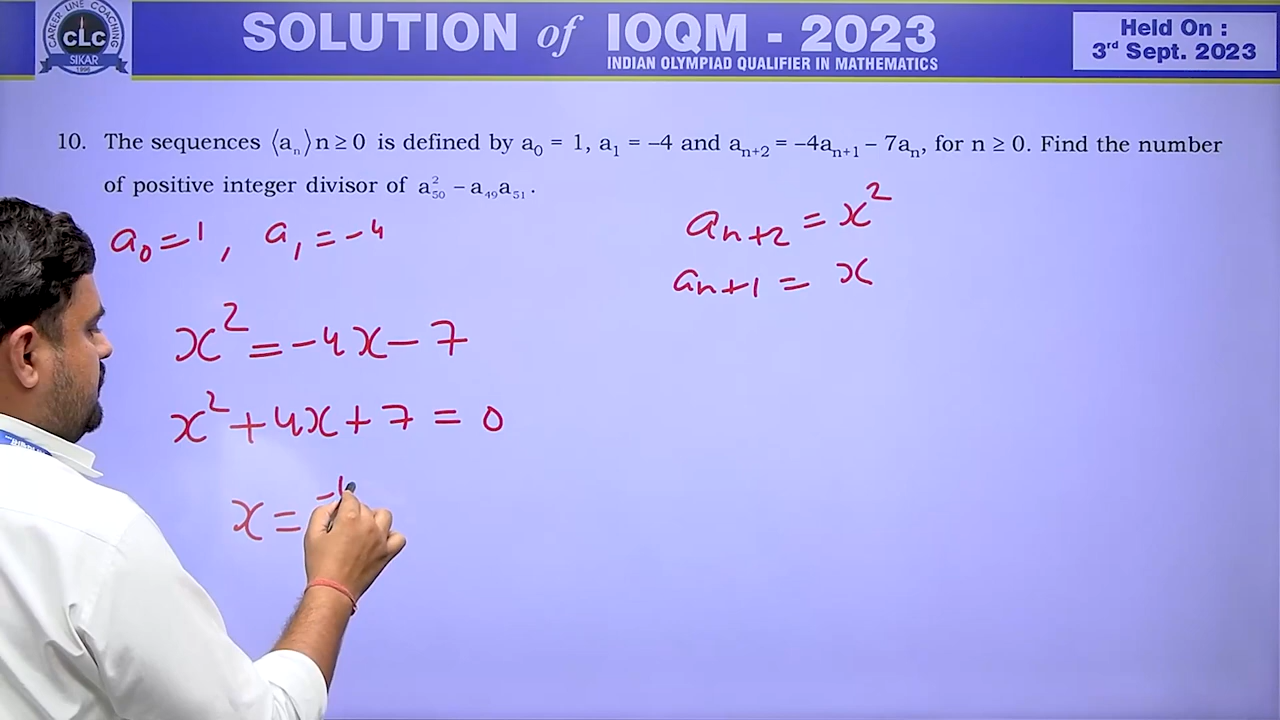 CAREER LINE COACHING
CLC
SIKAR
1996
SOLUTION of IOQM - 2023
INDIAN OLYMPIAD QUALIFIER IN MATHEMATICS
Held On :
3rd Sept. 2023
10. The sequences ⟨aₙ⟩ n ≥ 0 is defined by a₀ = 1, a₁ = –4 and aₙ₊₂ = –4aₙ₊₁ – 7aₙ, for n ≥ 0. Find the number
of positive integer divisor of a₅₀² – a₄₉a₅₁.
a₀ = 1, a₁ = -4
x² = -4x - 7
x² + 4x + 7 = 0
x = -4
aₙ₊₂ = x²
aₙ₊₁ = x